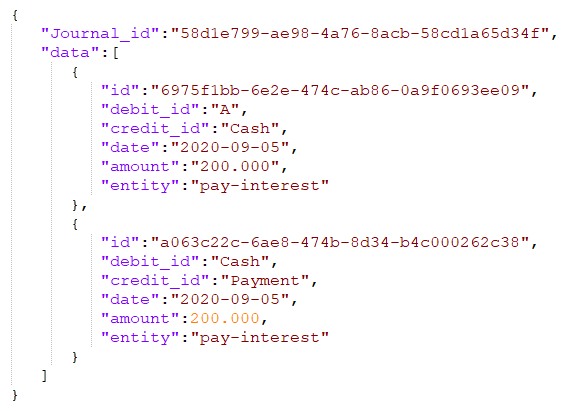 {
"Journal_id":"58d1e799-ae98-4a76-8acb-58cd1a65d34f",
"data":[
{
"id":"6975f1bb-6e2e-474c-ab86-0a9f0693ee09",
"debit_id":"A",
"credit_id":"Cash",
"date":"2020-09-05",
"amount":"200.000",
"entity":"pay-interest"
},
{
"id":"a063c22c-6ae8-474b-8d34-b4c000262c38",
"debit_id":"Cash",
"credit_id":"Payment",
"date":"2020-09-05",
"amount":200.000,
"entity":"pay-interest"
}
]
}